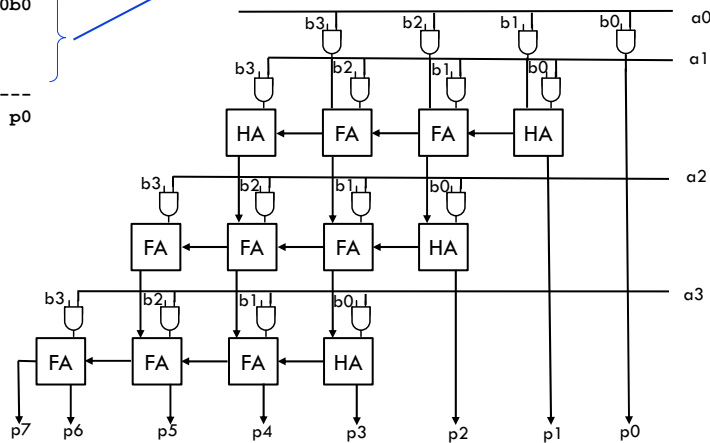 0b0
b3 b2 b1 b0 a0
a1
b3 b2 b1 b0
HA FA FA HA
a2
b3 b2 b1 b0
FA FA FA HA
a3
b3 b2 b1 b0
FA FA FA HA
p7 p6 p5 p4 p3 p2 p1 p0
---
p0